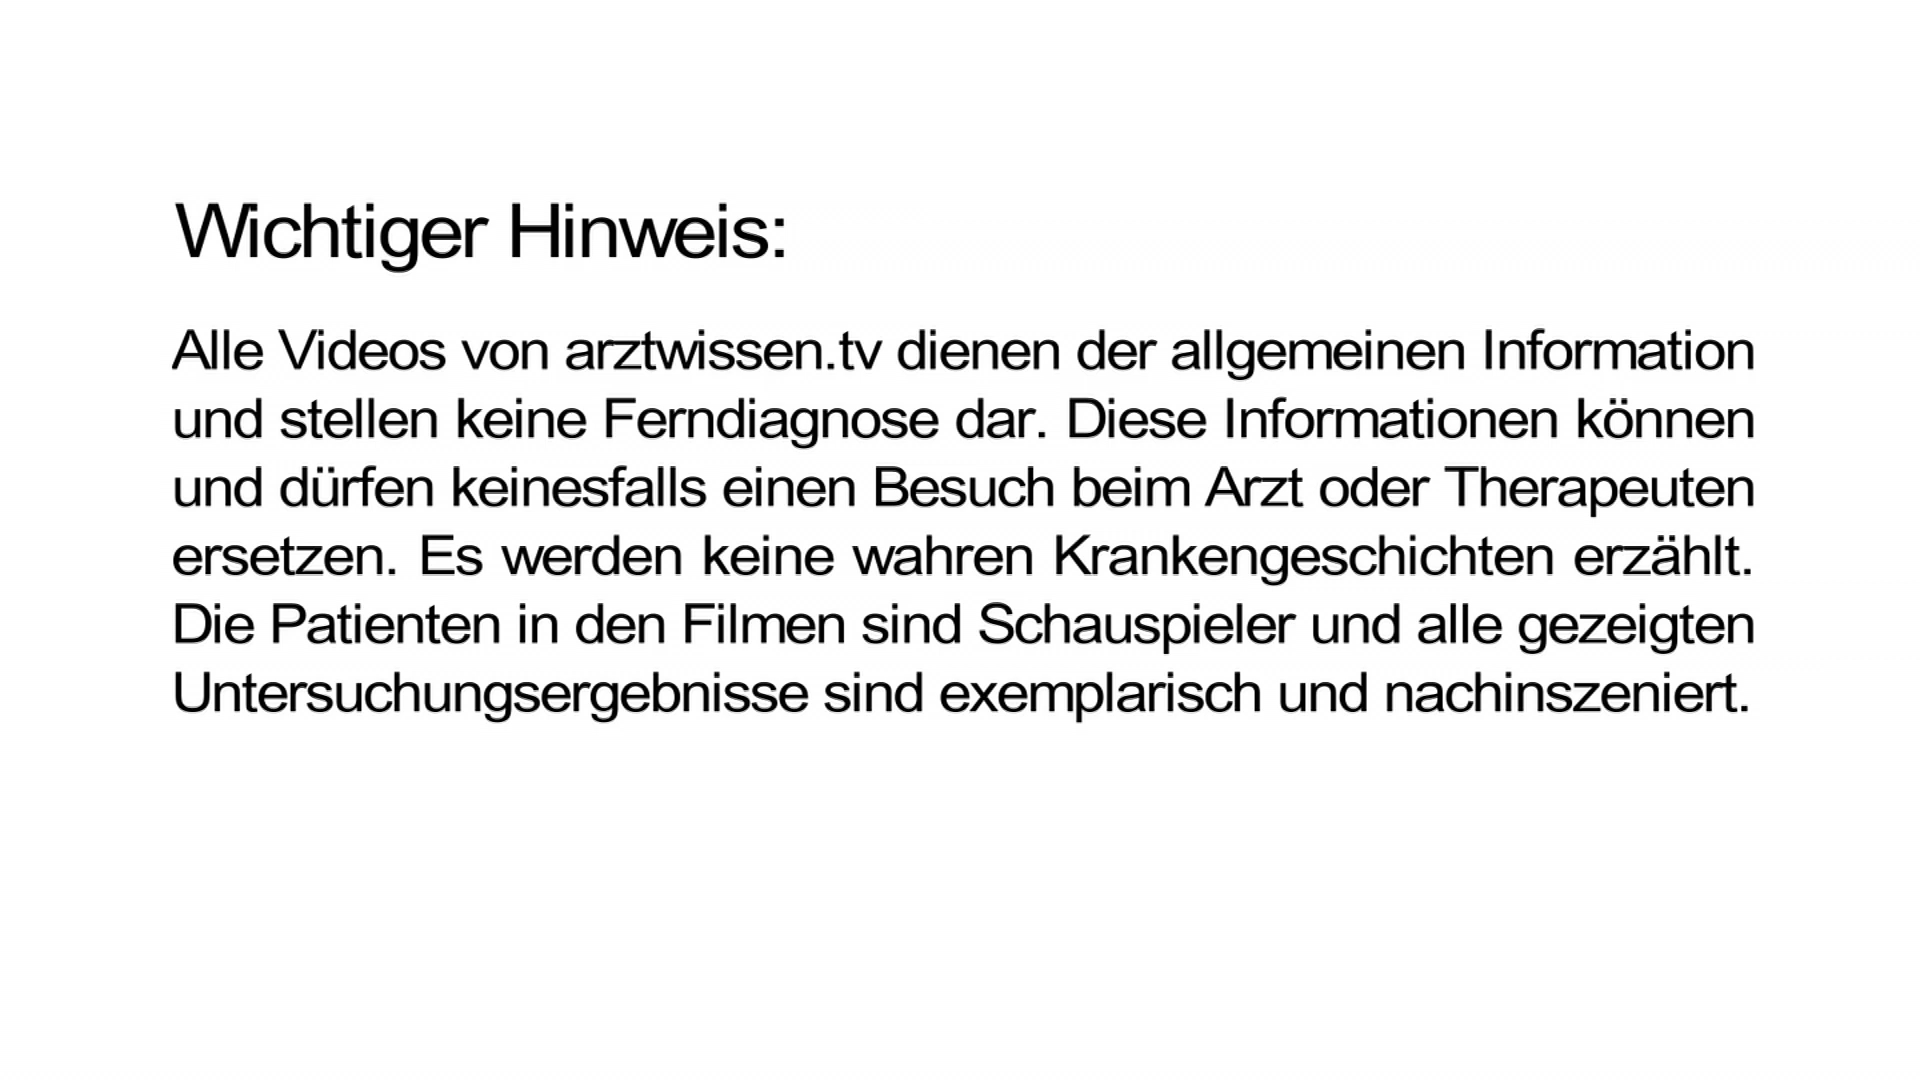 Wichtiger Hinweis:
Alle Videos von arztwissen.tv dienen der allgemeinen Information
und stellen keine Ferndiagnose dar. Diese Informationen können
und dürfen keinesfalls einen Besuch beim Arzt oder Therapeuten
ersetzen. Es werden keine wahren Krankengeschichten erzählt.
Die Patienten in den Filmen sind Schauspieler und alle gezeigten
Untersuchungsergebnisse sind exemplarisch und nachinszeniert.